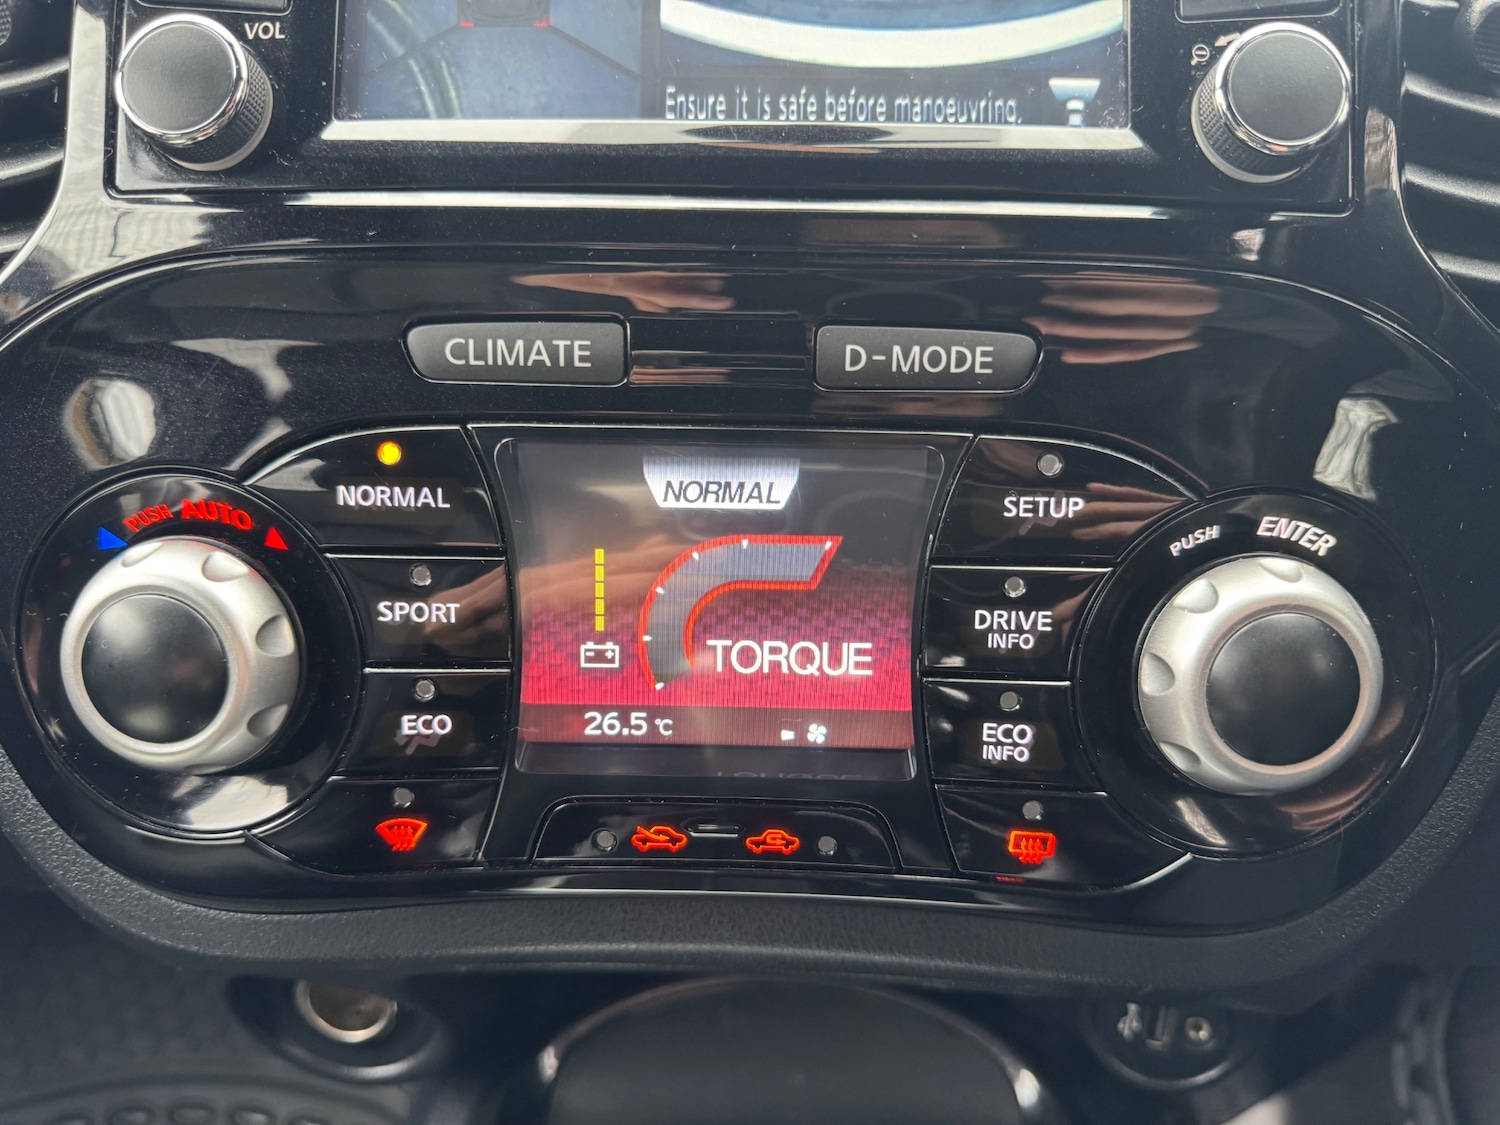 VOL
Ensure it is safe before manoeuvring.
CLIMATE
D-MODE
NORMAL
NORMAL
SETUP
PUSH AUTO
PUSH ENTER
SPORT
DRIVE
INFO
TORQUE
ECO
ECO
INFO
26.5 °C